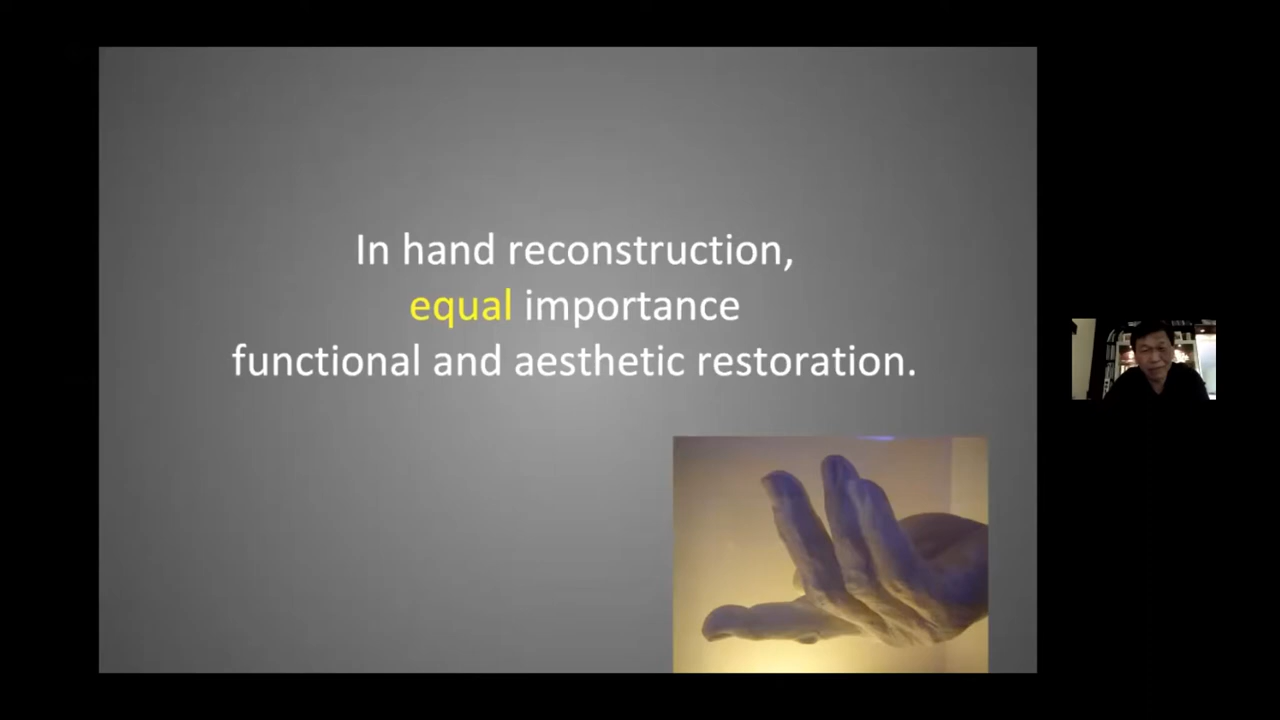 In hand reconstruction,
equal importance
functional and aesthetic restoration.